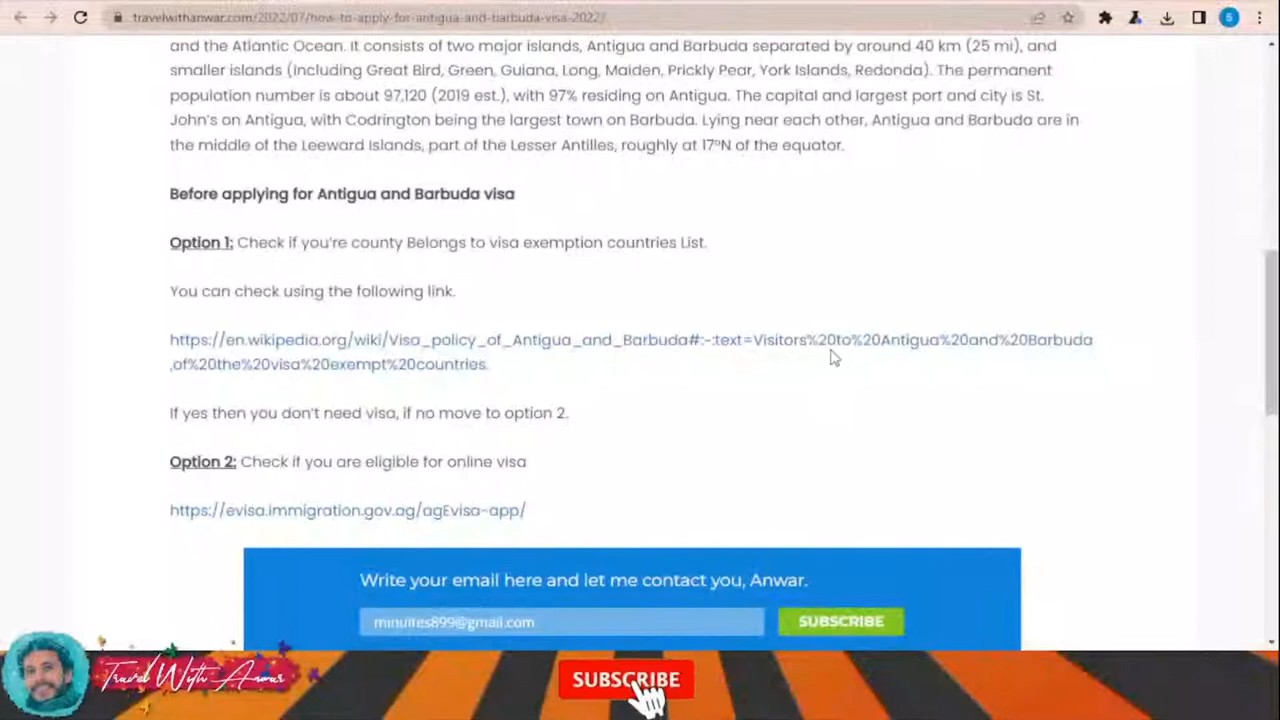 travelwithanwar.com/2022/07/how-to-apply-for-antigua-and-barbuda-visa-2022/
S
and the Atlantic Ocean. It consists of two major islands, Antigua and Barbuda separated by around 40 km (25 mi), and
smaller islands (including Great Bird, Green, Guiana, Long, Maiden, Prickly Pear, York Islands, Redonda). The permanent
population number is about 97,120 (2019 est.), with 97% residing on Antigua. The capital and largest port and city is St.
John's on Antigua, with Codrington being the largest town on Barbuda. Lying near each other, Antigua and Barbuda are in
the middle of the Leeward Islands, part of the Lesser Antilles, roughly at 17°N of the equator.
Before applying for Antigua and Barbuda visa
Option 1: Check if you're county Belongs to visa exemption countries List.
You can check using the following link.
https://en.wikipedia.org/wiki/Visa_policy_of_Antigua_and_Barbuda#:~:text=Visitors%20to%20Antigua%20and%20Barbuda
,of%20the%20visa%20exempt%20countries.
If yes then you don't need visa, if no move to option 2.
Option 2: Check if you are eligible for online visa
https://evisa.immigration.gov.ag/agEvisa-app/
Write your email here and let me contact you, Anwar.
minuites899@gmail.com
SUBSCRIBE
Travel With Anwar
SUBSCRIBE